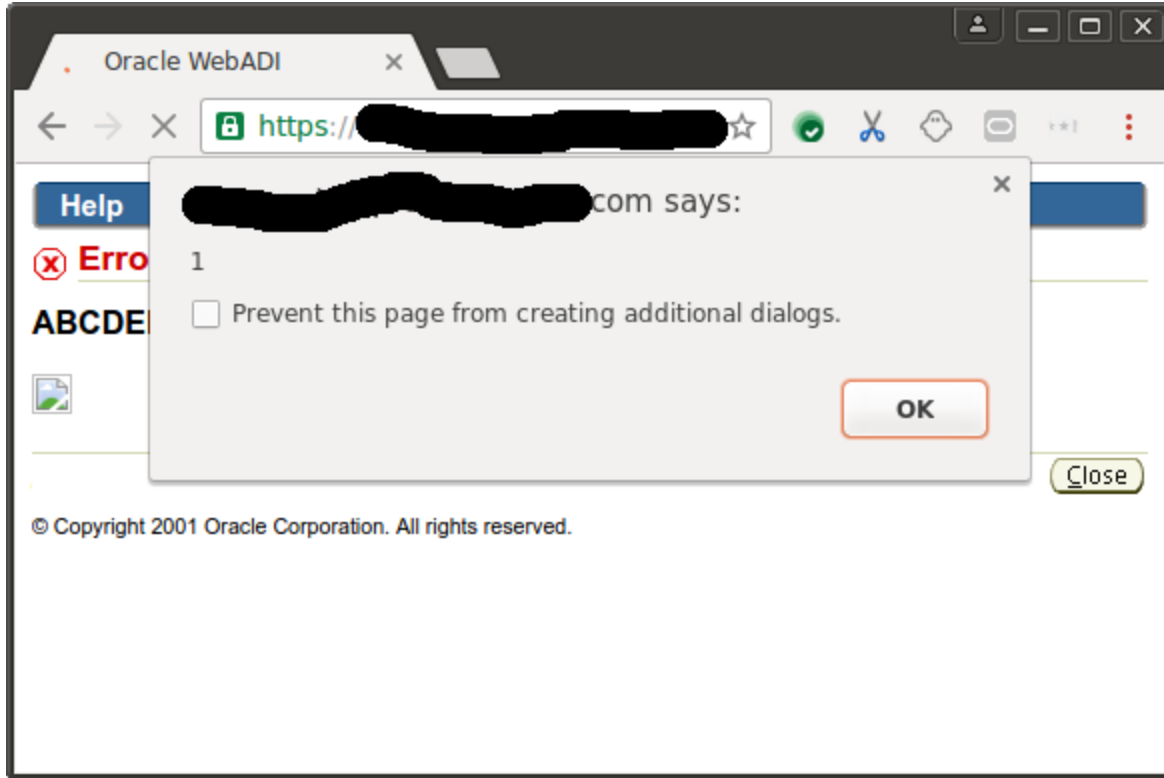 Oracle WebADI
https://
com says:
Help
1
Erro
Prevent this page from creating additional dialogs.
ABCDE
OK
Close
© Copyright 2001 Oracle Corporation. All rights reserved.